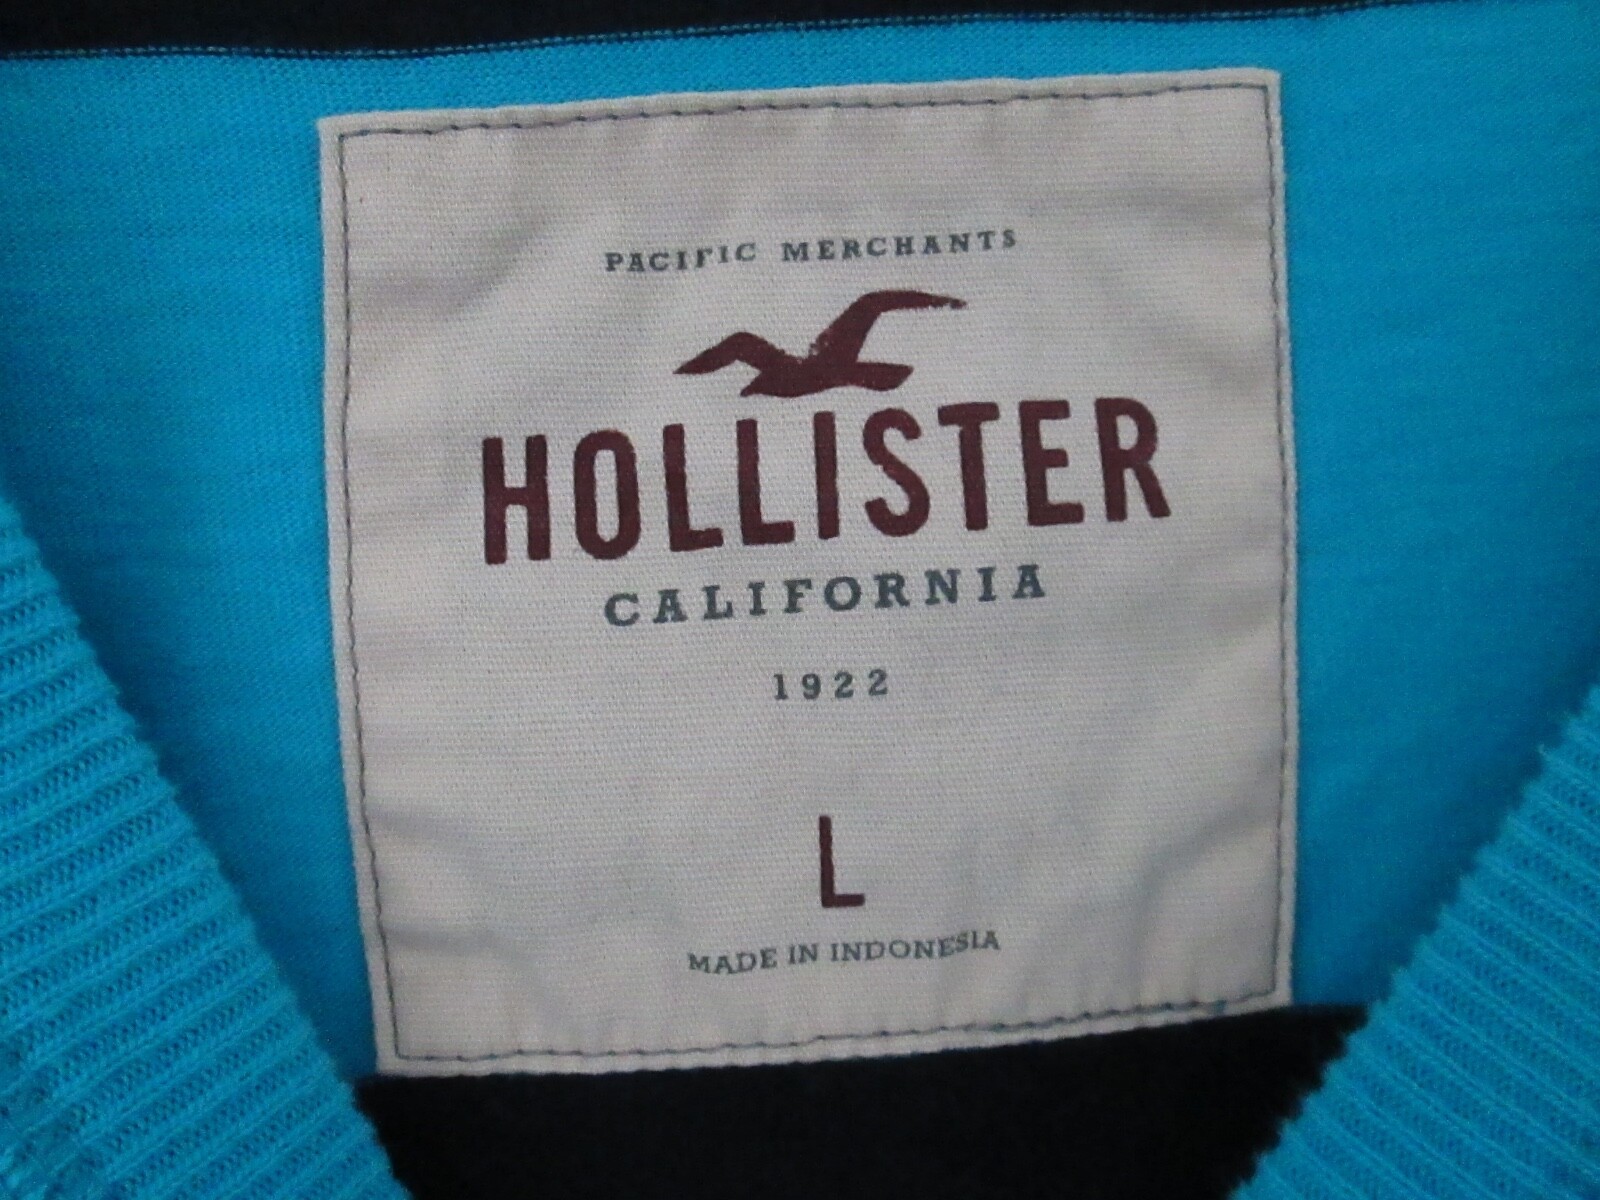 PACIFIC MERCHANTS
HOLLISTER
CALIFORNIA
1922
L
MADE IN INDONESIA